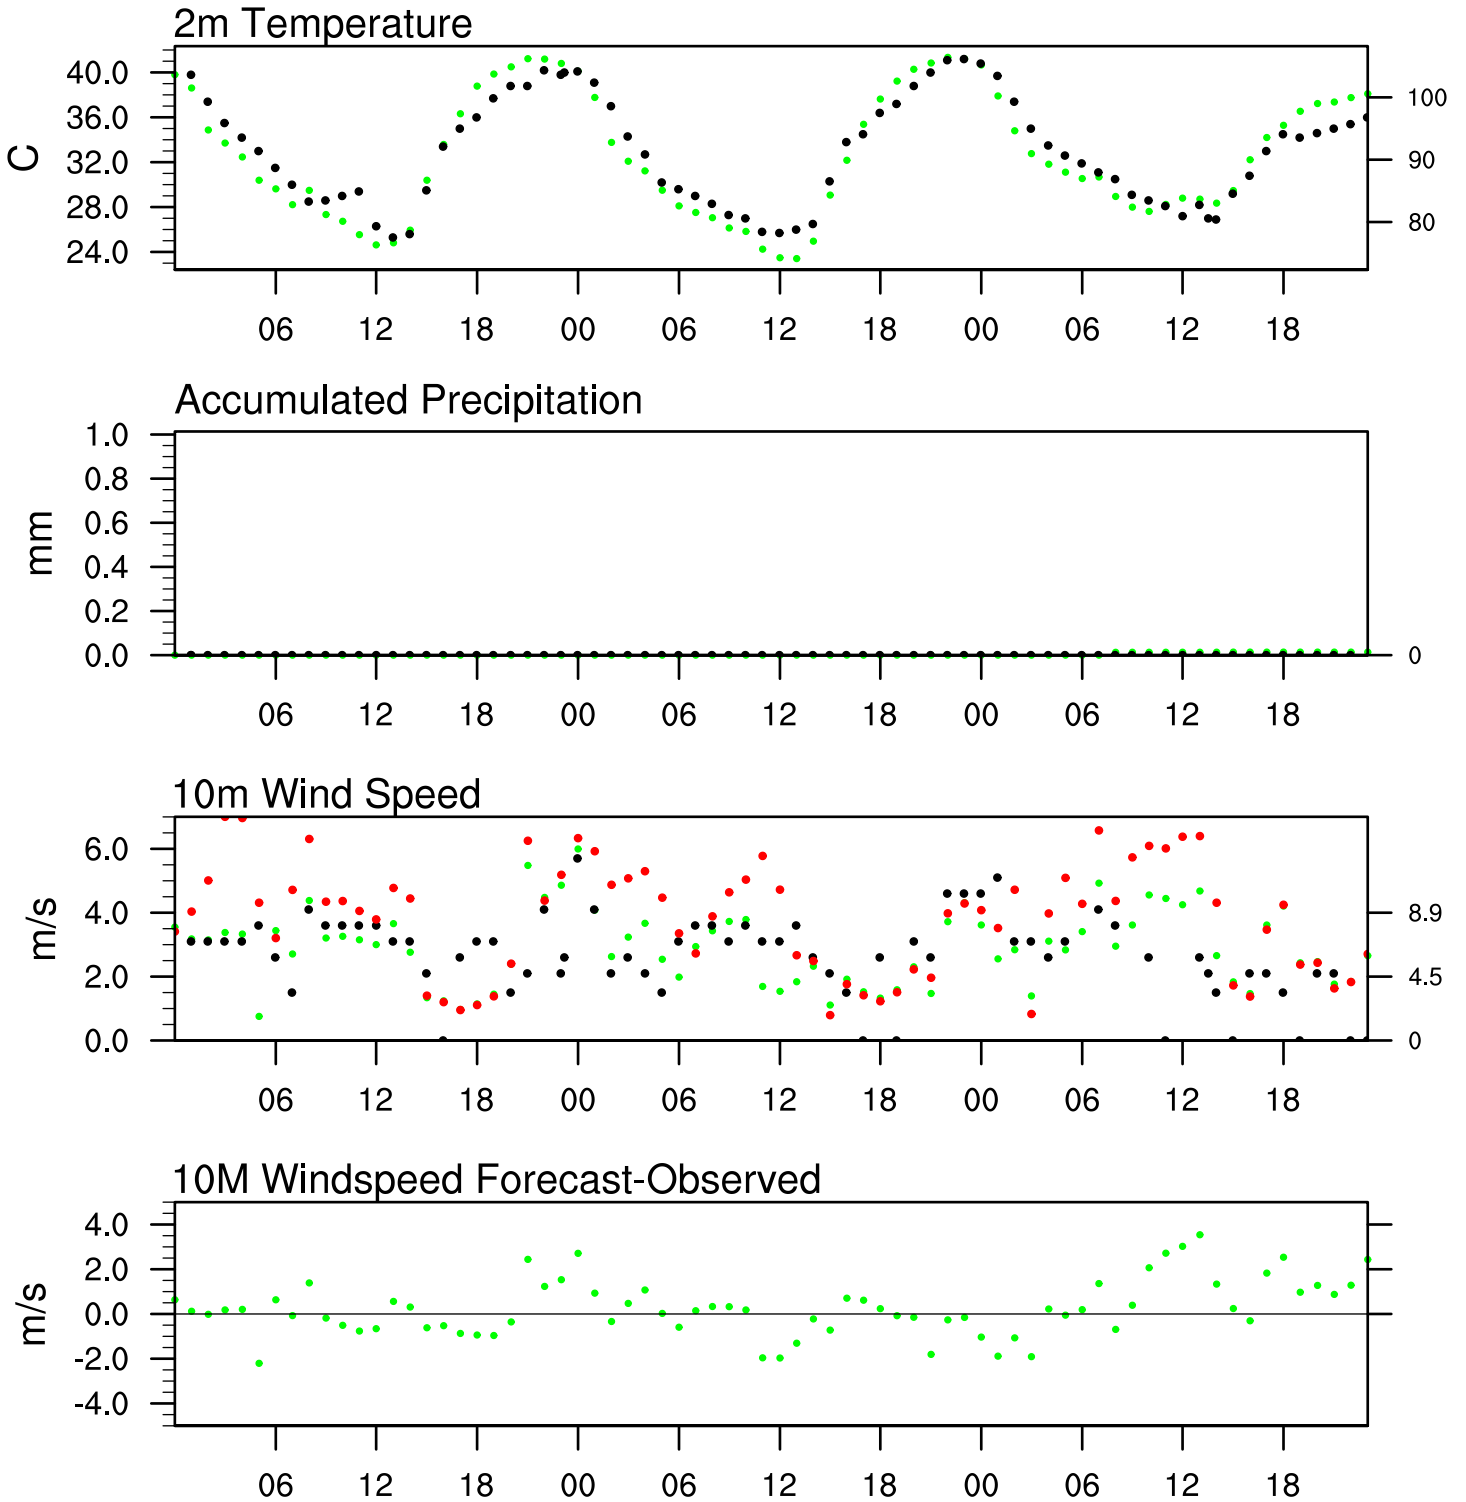 2m Temperature
40.0
36.0
32.0
28.0
24.0
C
100
90
80
06 12 18 00 06 12 18 00 06 12 18
Accumulated Precipitation
1.0
0.8
0.6
0.4
0.2
0.0
mm
0
06 12 18 00 06 12 18 00 06 12 18
10m Wind Speed
6.0
4.0
2.0
0.0
m/s
8.9
4.5
0
06 12 18 00 06 12 18 00 06 12 18
10M Windspeed Forecast-Observed
4.0
2.0
0.0
-2.0
-4.0
m/s
06 12 18 00 06 12 18 00 06 12 18